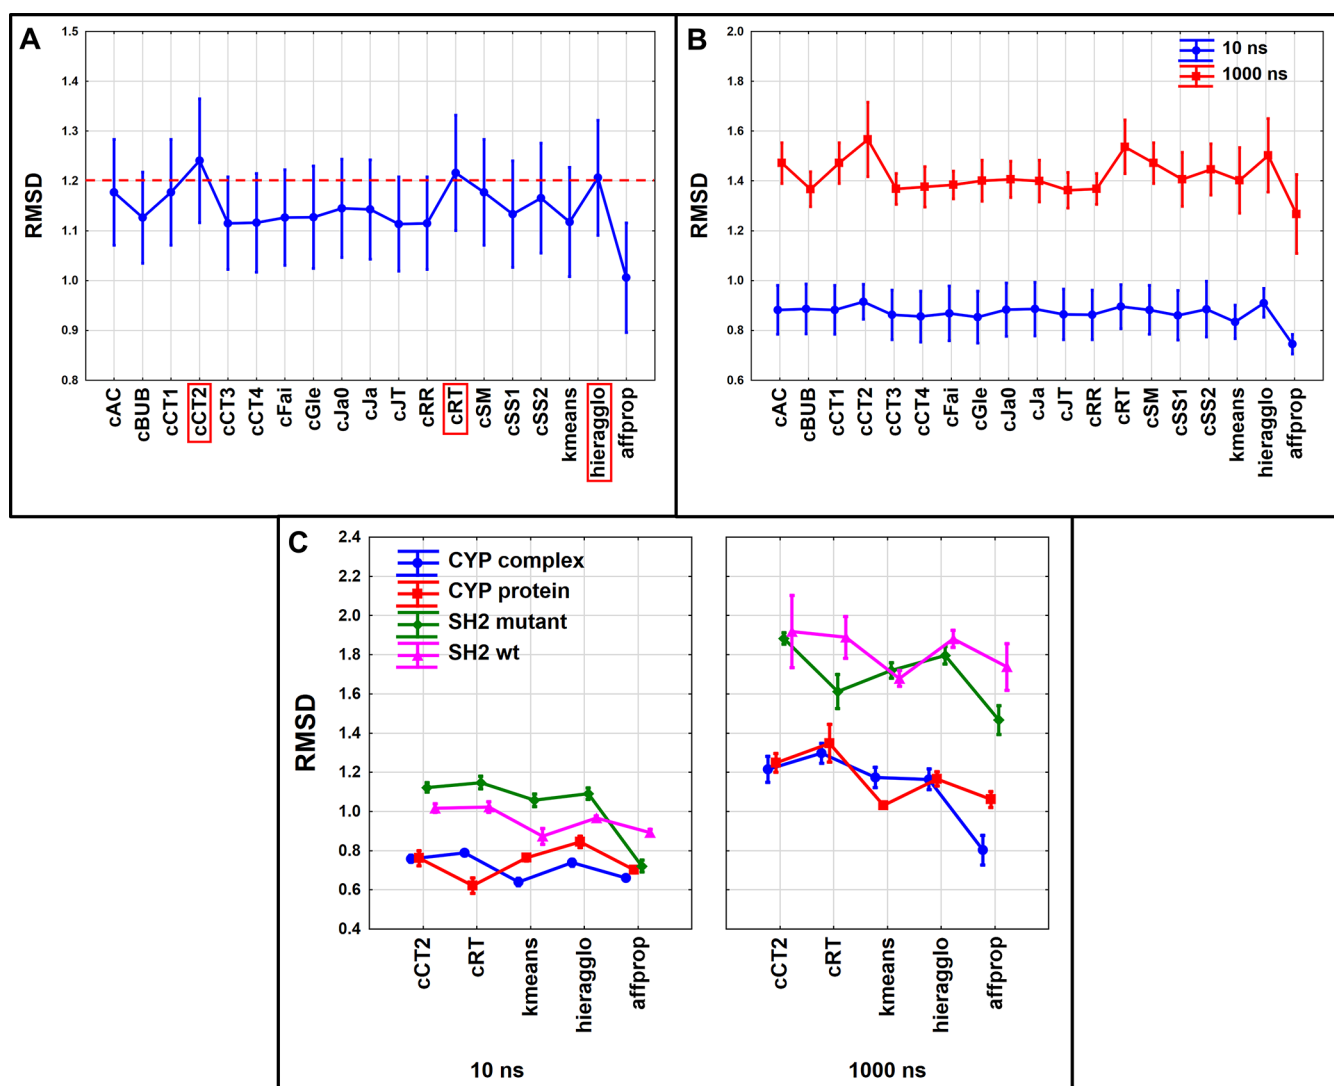 A
RMSD
1.5
1.4
1.3
1.2
1.1
1.0
0.9
0.8
cAC
cBUB
cCT1
cCT2
cCT3
cCT4
cFai
cGle
cJa0
cJa
cJT
cRR
cRT
cSM
cSS1
cSS2
kmeans
hieragglo
affprop
B
10 ns
1000 ns
RMSD
2.0
1.8
1.6
1.4
1.2
1.0
0.8
0.6
cAC
cBUB
cCT1
cCT2
cCT3
cCT4
cFai
cGle
cJa0
cJa
cJT
cRR
cRT
cSM
cSS1
cSS2
kmeans
hieragglo
affprop
C
CYP complex
CYP protein
SH2 mutant
SH2 wt
RMSD
2.4
2.2
2.0
1.8
1.6
1.4
1.2
1.0
0.8
0.6
0.4
cCT2
cRT
kmeans
hieragglo
affprop
10 ns
cCT2
cRT
kmeans
hieragglo
affprop
1000 ns